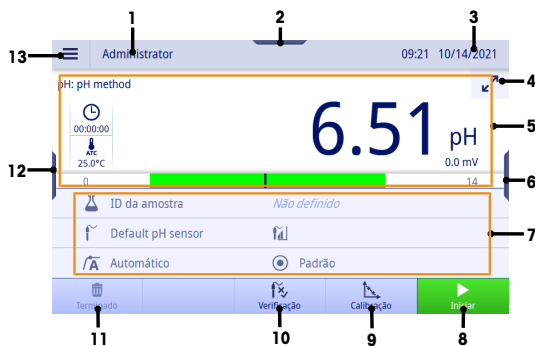 1
2
3
13
Administrator
09:21 10/14/2021
pH: pH method
4
00:00:00
ATC
25.0°C
6.51 pH
0.0 mV
5
12
0
14
6
ID da amostra
Não definido
Default pH sensor
7
Automático
Padrão
Terminado
Verificação
Calibração
Iniciar
11
10
9
8